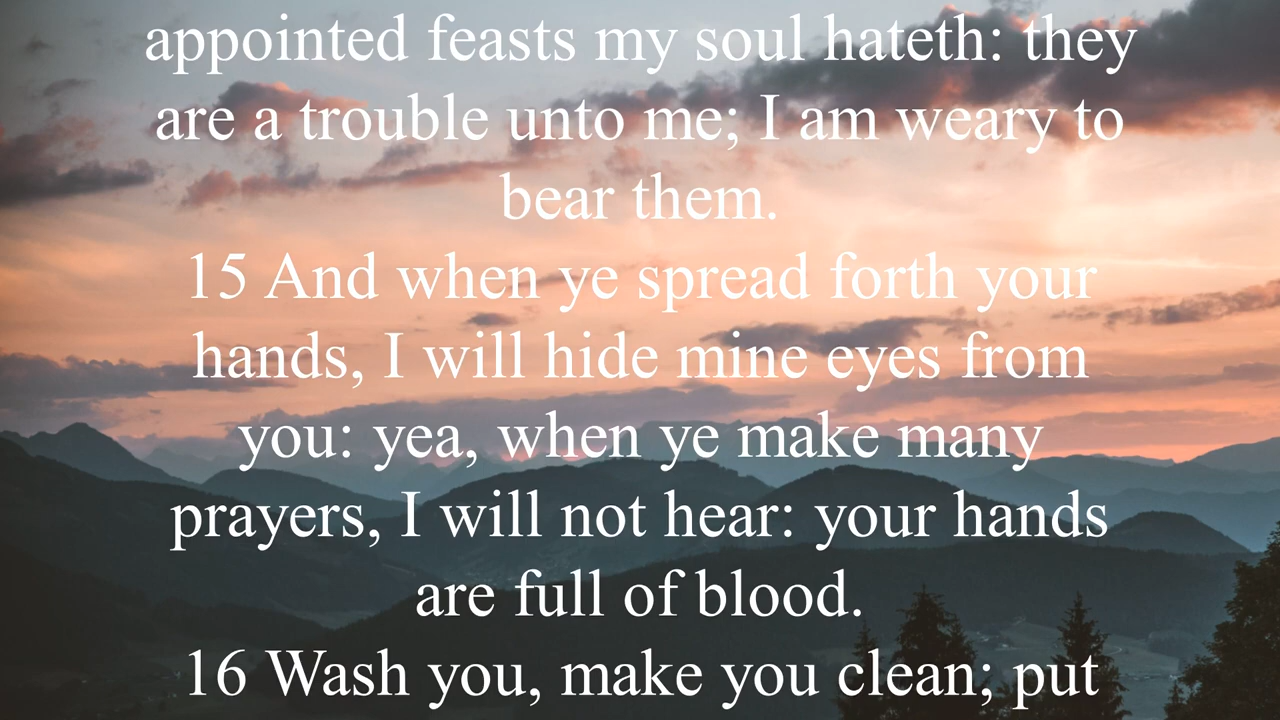 appointed feasts my soul hateth: they
are a trouble unto me; I am weary to
bear them.
15 And when ye spread forth your
hands, I will hide mine eyes from
you: yea, when ye make many
prayers, I will not hear: your hands
are full of blood.
16 Wash you, make you clean; put